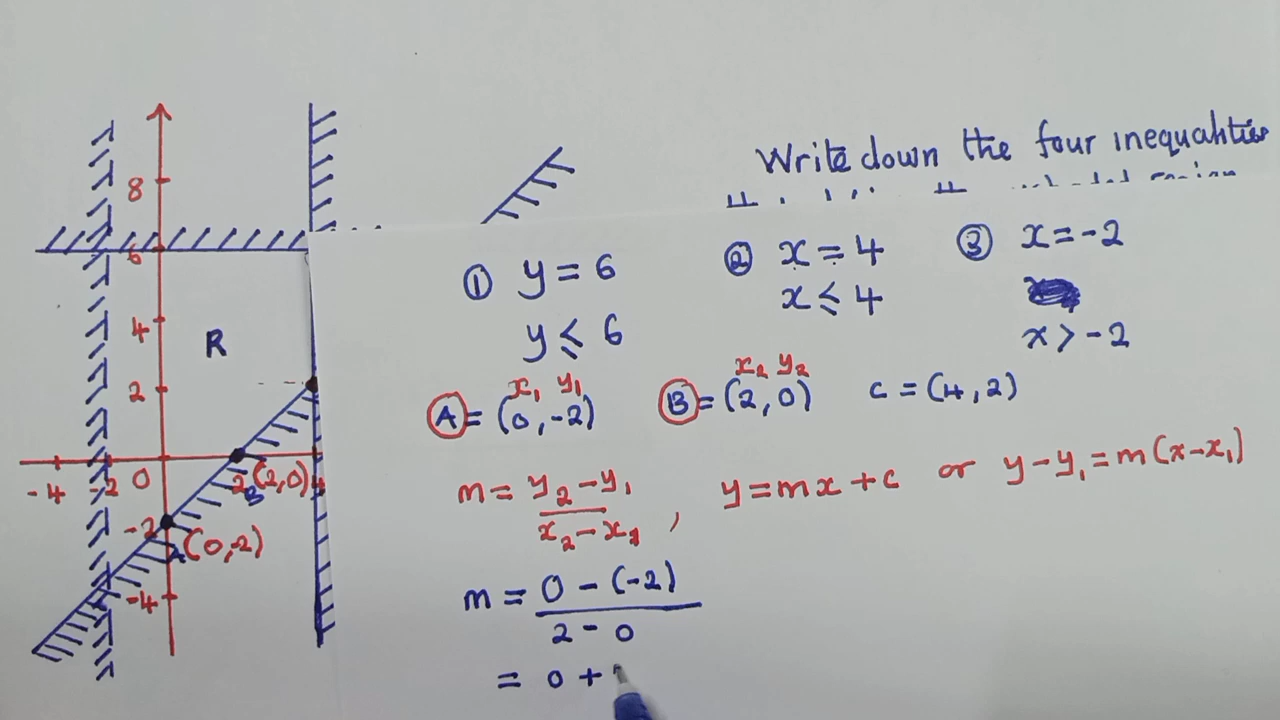 Write down the four inequalities
① y = 6
y ≤ 6
② x = 4
x ≤ 4
③ x = -2
x > -2
x₁ y₁
A = (0, -2)
x₂ y₂
B = (2, 0)
c = (4, 2)
m = y₂ - y₁
x₂ - x₁
, y = mx + c or y - y₁ = m(x - x₁)
m = 0 - (-2)
2 - 0
= 0 +
8
6
4
2
R
-4 -2 0 2 (2,0) 4
B
-2
A (0,-2)
-4